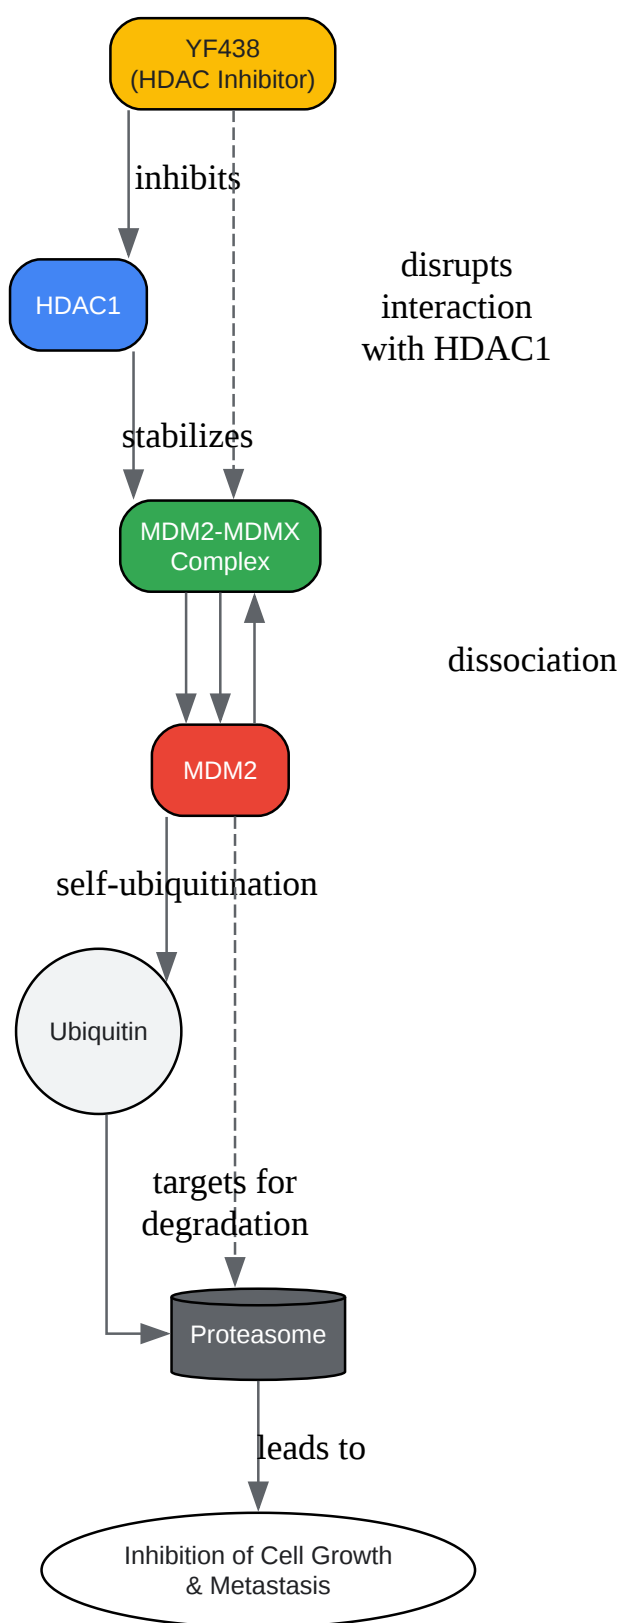 YF438
(HDAC Inhibitor)
inhibits
disrupts
interaction
with HDAC1
HDAC1
stabilizes
MDM2-MDMX
Complex
dissociation
MDM2
self-ubiquitination
Ubiquitin
targets for
degradation
Proteasome
leads to
Inhibition of Cell Growth
& Metastasis